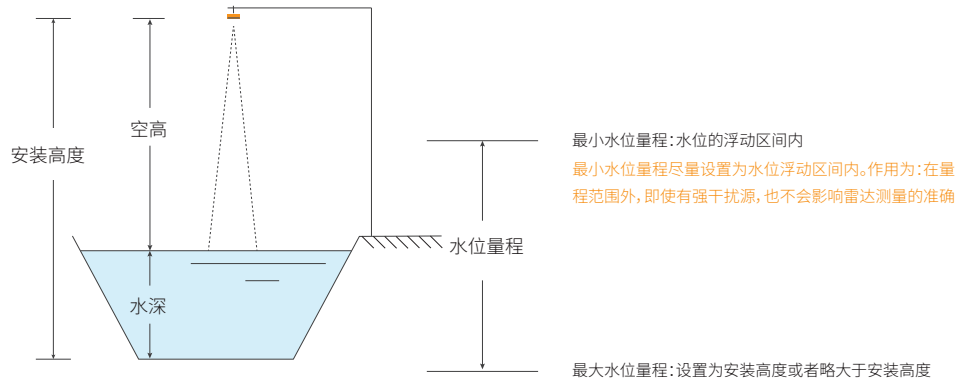 空高
安装高度
水深
水位量程
最小水位量程:水位的浮动区间内
最小水位量程尽量设置为水位浮动区间内。作用为:在量
程范围外,即使有强干扰源,也不会影响雷达测量的准确
最大水位量程:设置为安装高度或者略大于安装高度